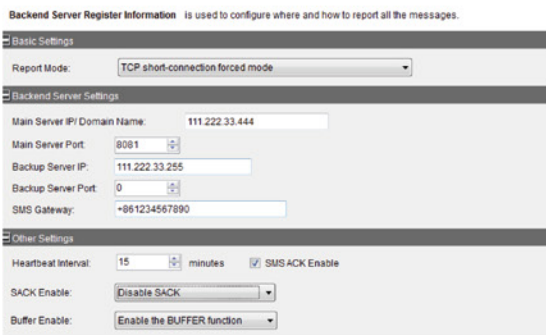 Backend Server Register Information is used to configure where and how to report all the messages.
Basic Settings
Report Mode: TCP short-connection forced mode
Backend Server Settings
Main Server IP/ Domain Name: 111.222.33.444
Main Server Port: 8081
Backup Server IP: 111.222.33.255
Backup Server Port: 0
SMS Gateway: +861234567890
Other Settings
Heartbeat Interval: 15 minutes SMS ACK Enable
SACK Enable: Disable SACK
Buffer Enable: Enable the BUFFER function